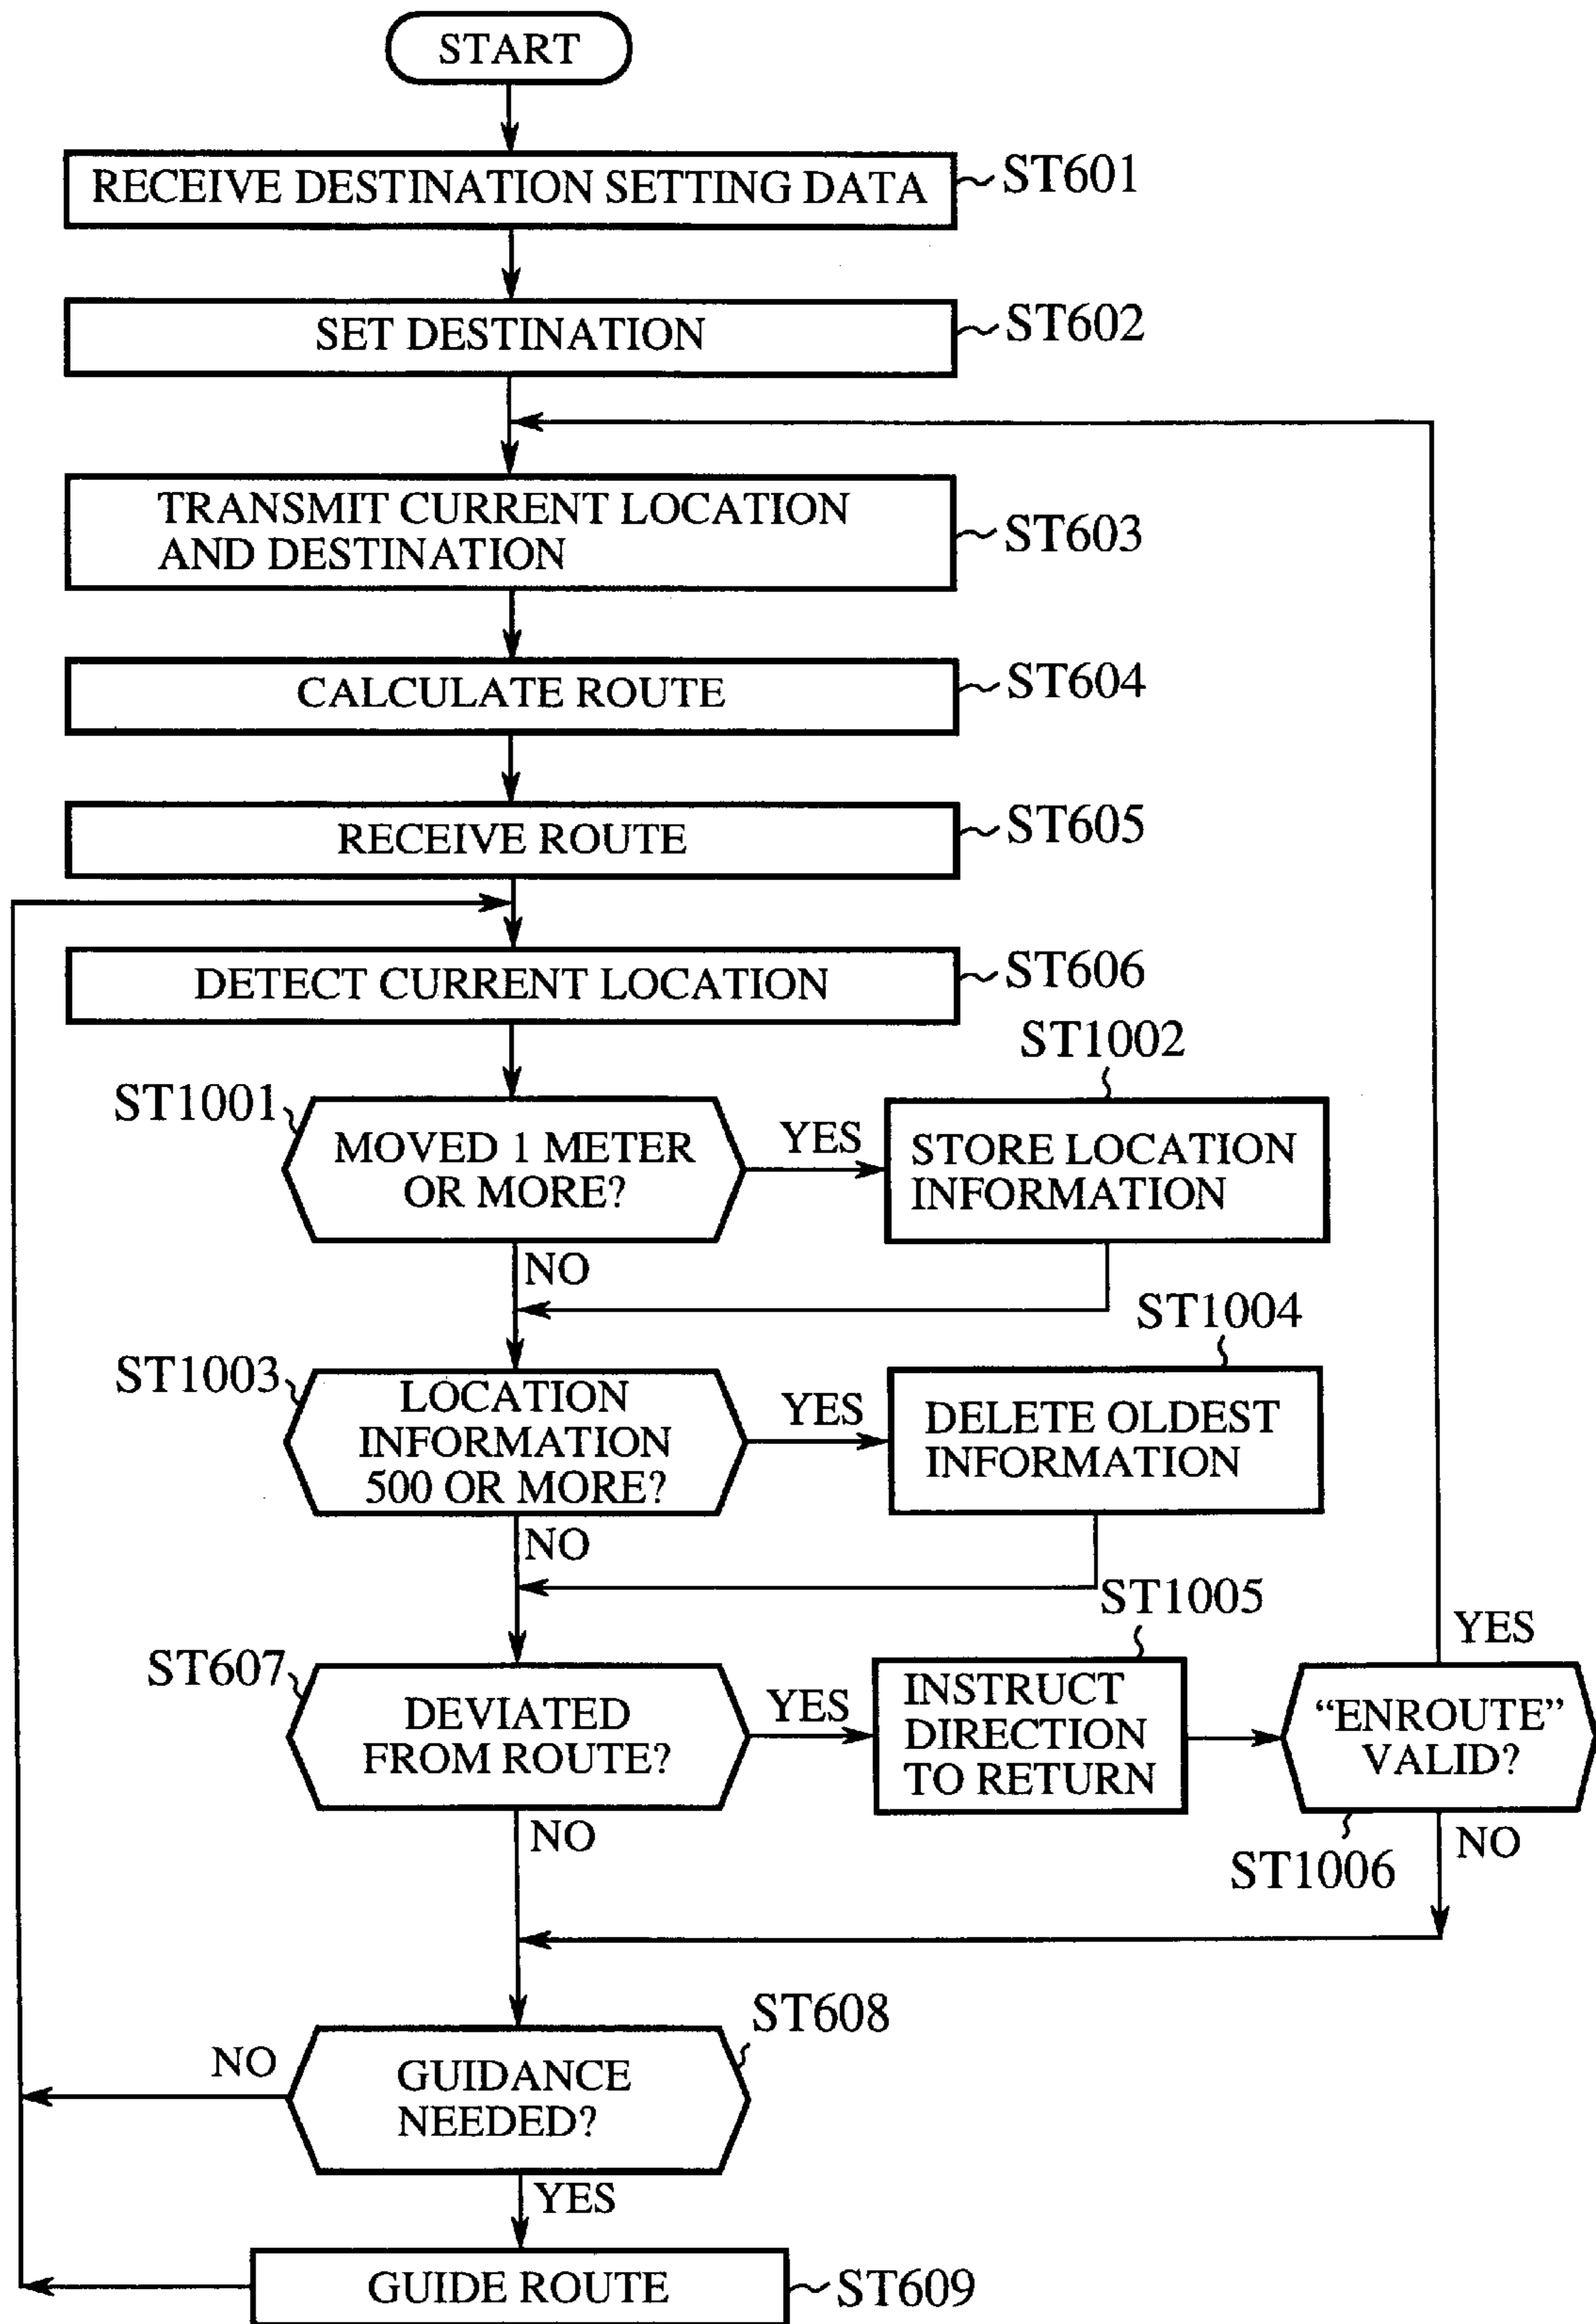 START
RECEIVE DESTINATION SETTING DATA
ST601
SET DESTINATION
ST602
TRANSMIT CURRENT LOCATION
AND DESTINATION
ST603
CALCULATE ROUTE
ST604
RECEIVE ROUTE
ST605
DETECT CURRENT LOCATION
ST606
ST1001
MOVED 1 METER
OR MORE?
YES
NO
ST1002
STORE LOCATION
INFORMATION
ST1003
LOCATION
INFORMATION
500 OR MORE?
YES
NO
ST1004
DELETE OLDEST
INFORMATION
ST607
DEVIATED
FROM ROUTE?
YES
NO
ST1005
INSTRUCT
DIRECTION
TO RETURN
YES
“ENROUTE”
VALID?
NO
ST1006
ST608
GUIDANCE
NEEDED?
NO
YES
GUIDE ROUTE
ST609